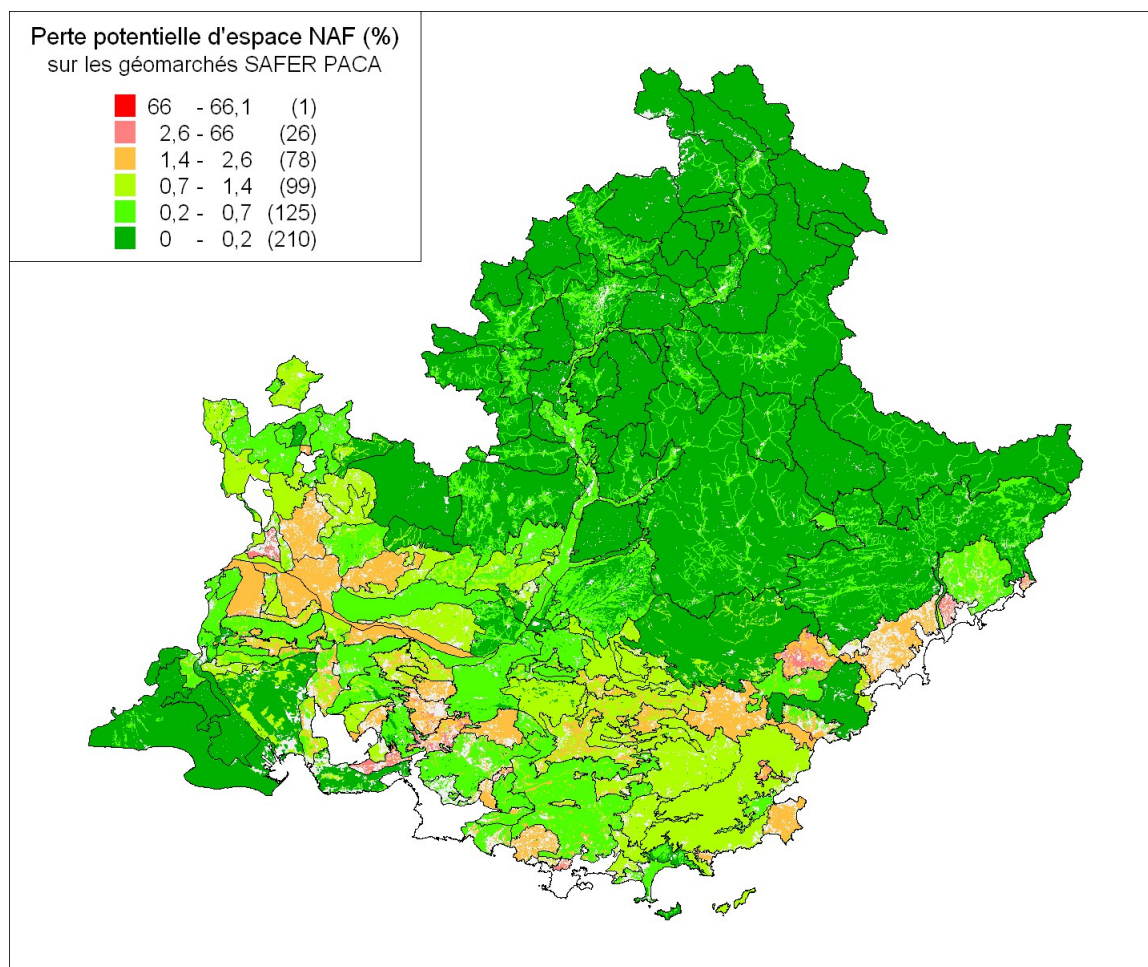 Perte potentielle d'espace NAF (%)
sur les géomarchés SAFER PACA
66 - 66,1 (1)
2,6 - 66 (26)
1,4 - 2,6 (78)
0,7 - 1,4 (99)
0,2 - 0,7 (125)
0 - 0,2 (210)